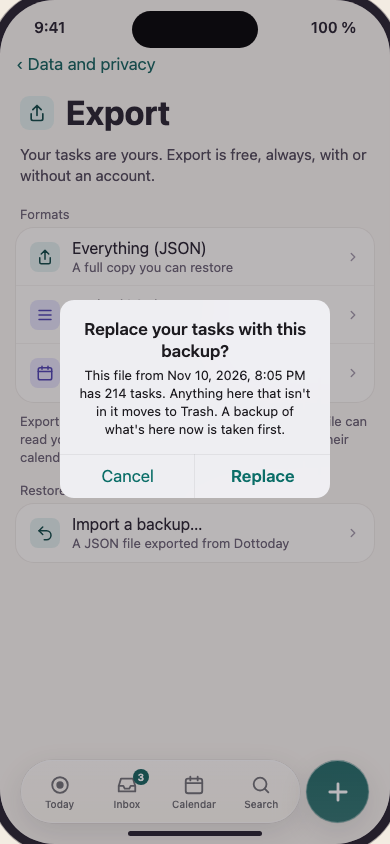 9:41
100 %
‹ Data and privacy
Export
Your tasks are yours. Export is free, always, with or
without an account.
Formats
Everything (JSON)
A full copy you can restore
Replace your tasks with this
backup?
This file from Nov 10, 2026, 8:05 PM
has 214 tasks. Anything here that isn't
in it moves to Trash. A backup of
what's here now is taken first.
Cancel
Replace
Export
can
read
calend
Restore
Import a backup...
A JSON file exported from Dottoday
3
Today
Inbox
Calendar
Search